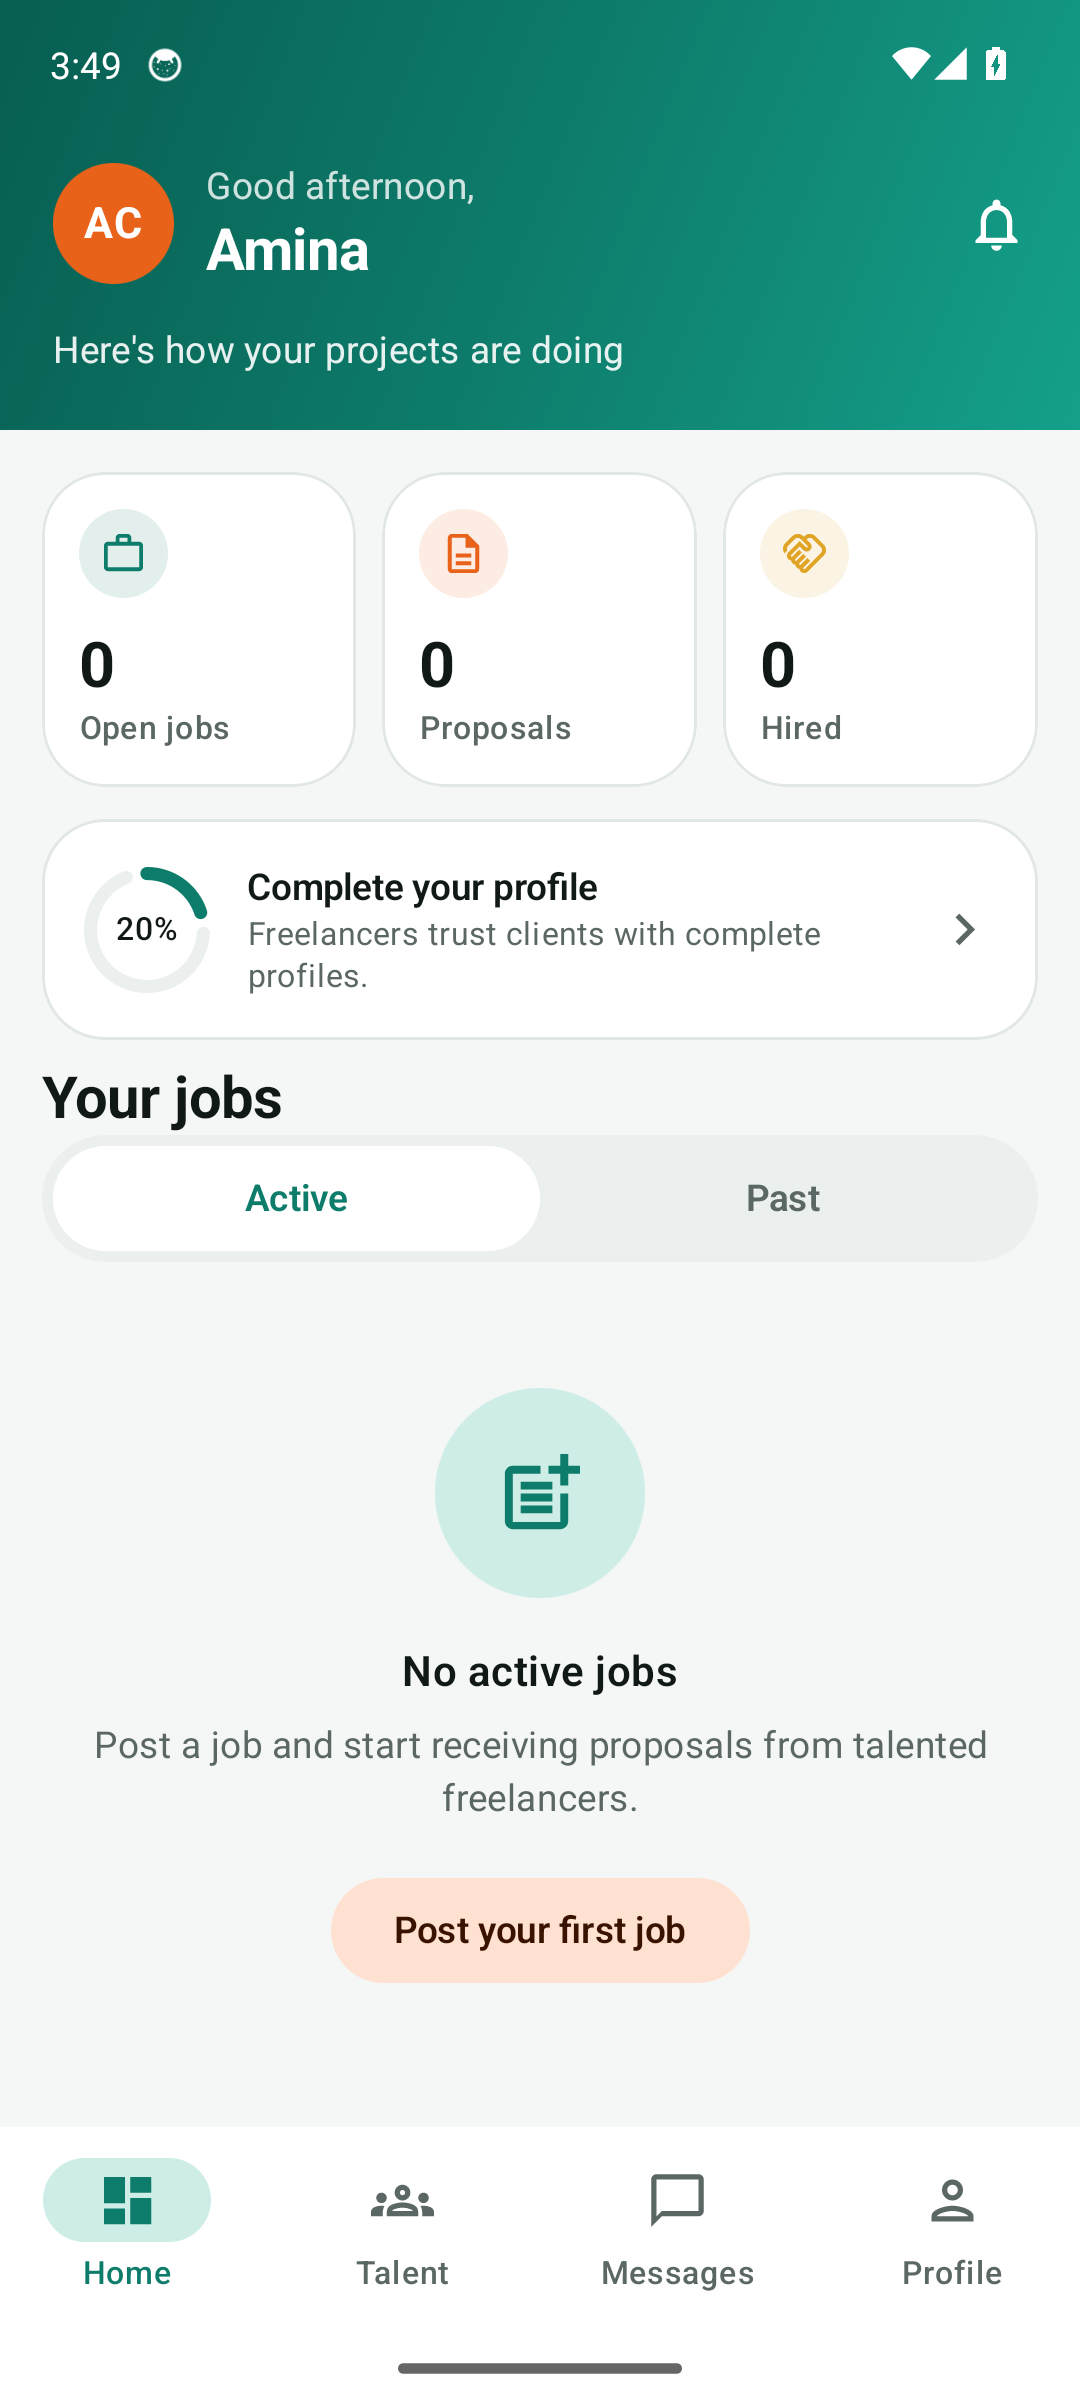 3:49
AC
Good afternoon,
Amina
Here's how your projects are doing
0
Open jobs
0
Proposals
0
Hired
20%
Complete your profile
Freelancers trust clients with complete
profiles.
Your jobs
Active
Past
No active jobs
Post a job and start receiving proposals from talented
freelancers.
Post your first job
Home
Talent
Messages
Profile